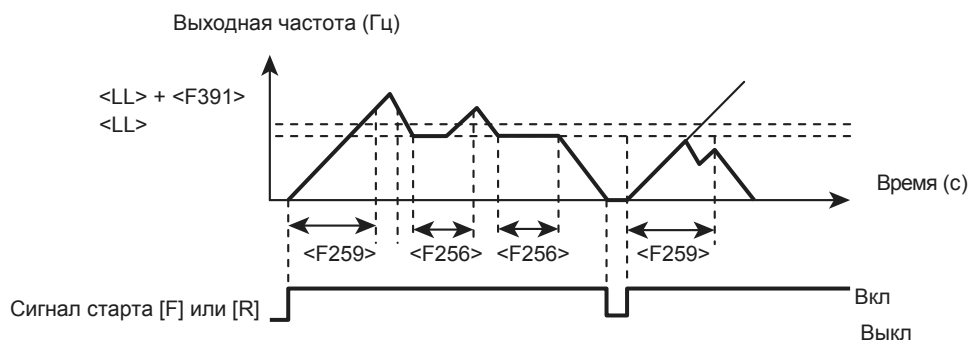 Выходная частота (Гц)
<LL> + <F391>
<LL>
Время (с)
<F259>
<F256>
<F256>
<F259>
Сигнал старта [F] или [R]
Вкл
Выкл